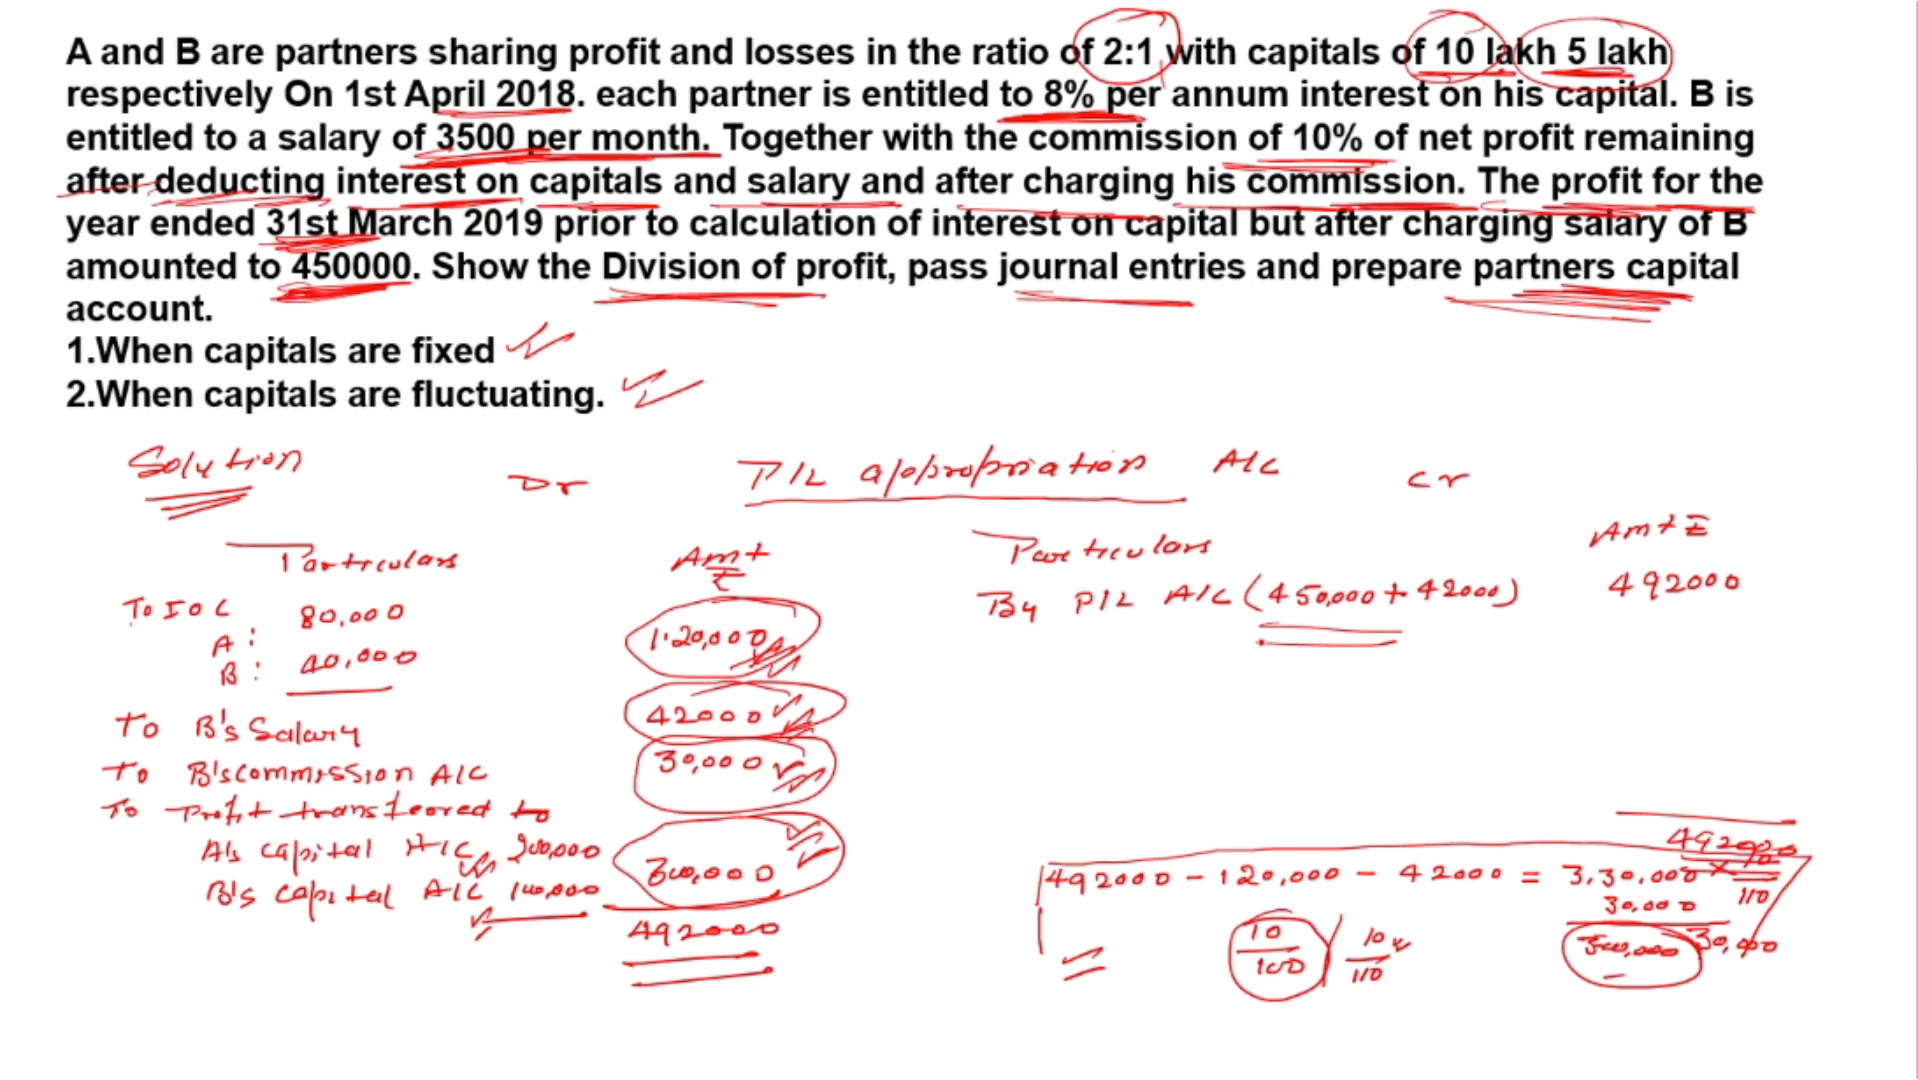 A and B are partners sharing profit and losses in the ratio of 2:1 with capitals of 10 lakh 5 lakh
respectively On 1st April 2018. each partner is entitled to 8% per annum interest on his capital. B is
entitled to a salary of 3500 per month. Together with the commission of 10% of net profit remaining
after deducting interest on capitals and salary and after charging his commission. The profit for the
year ended 31st March 2019 prior to calculation of interest on capital but after charging salary of B
amounted to 450000. Show the Division of profit, pass journal entries and prepare partners capital
account.
1.When capitals are fixed
2.When capitals are fluctuating.
Solution
Dr P/L appropriation A/C Cr
Particulars Amt ₹ Particulars Amt ₹
To IOC 1,20,000 By P/L A/C (450,000 + 42000) 492000
A: 80,000
B: 40,000
To B's Salary 42000
To B's commission A/C 30,000
To Profit transferred to 300,000
A's capital A/C 200,000
B's capital A/C 100,000
492000 492000
492000 - 120,000 - 42000 = 3,30,000 × 10/110
30,000
10/100 10/110 300,000 30,000